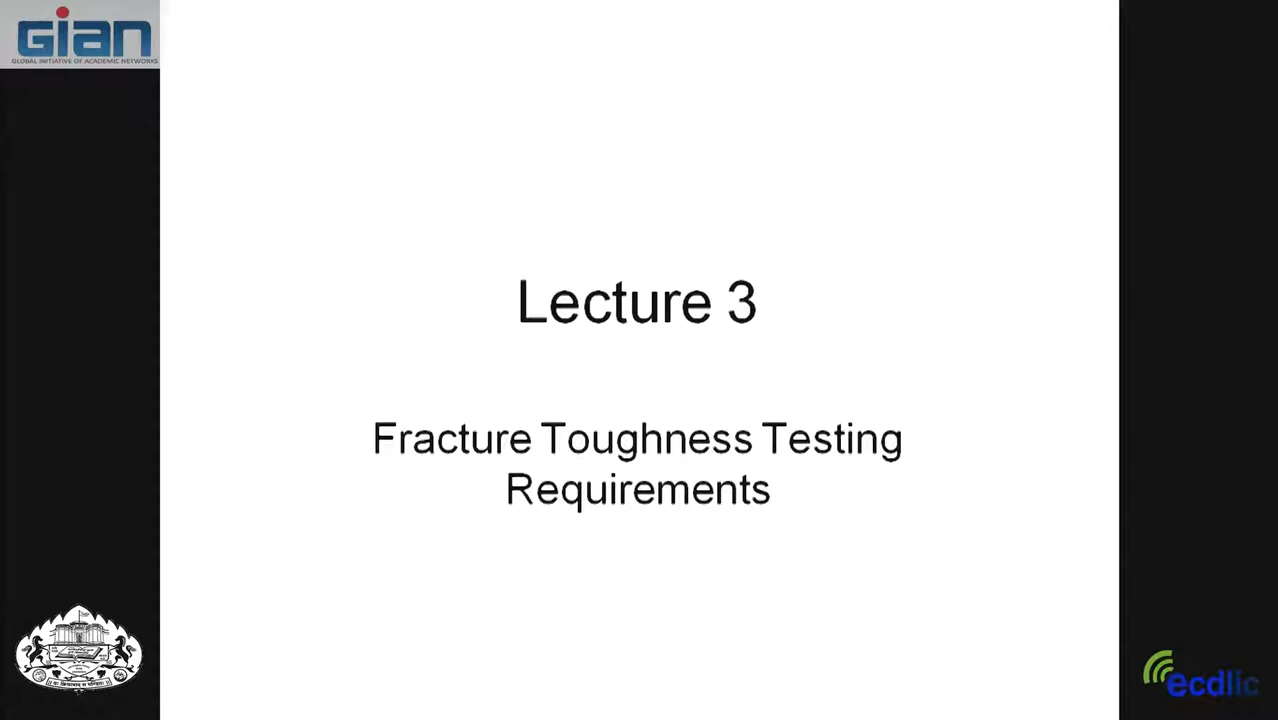 Gian
GLOBAL INITIATIVE OF ACADEMIC NETWORKS
Lecture 3
Fracture Toughness Testing
Requirements
ecdlic